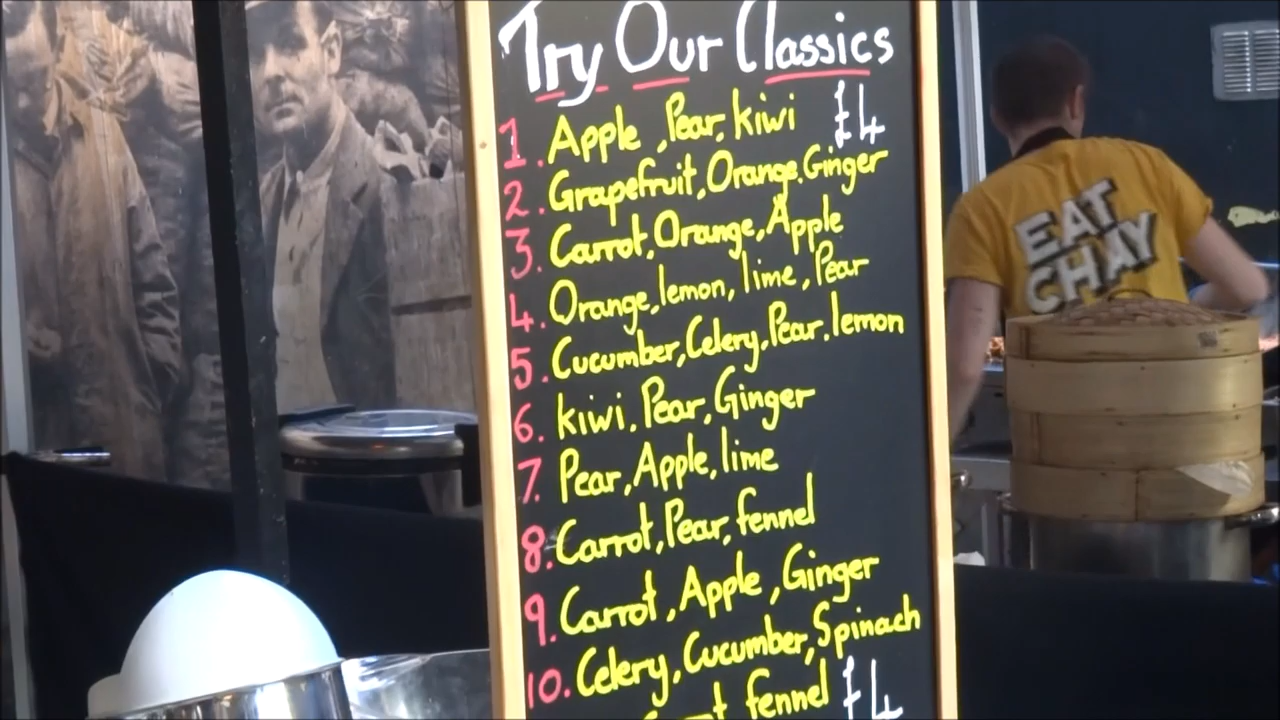 Try Our Classics
1. Apple, Pear, kiwi £4
2. Grapefruit, Orange, Ginger
3. Carrot, Orange, Apple
4. Orange, lemon, lime, Pear
5. Cucumber, Celery, Pear, lemon
6. kiwi, Pear, Ginger
7. Pear, Apple, lime
8. Carrot, Pear, fennel
9. Carrot, Apple, Ginger
10. Celery, Cucumber, Spinach
fennel £4
EAT
CHAY